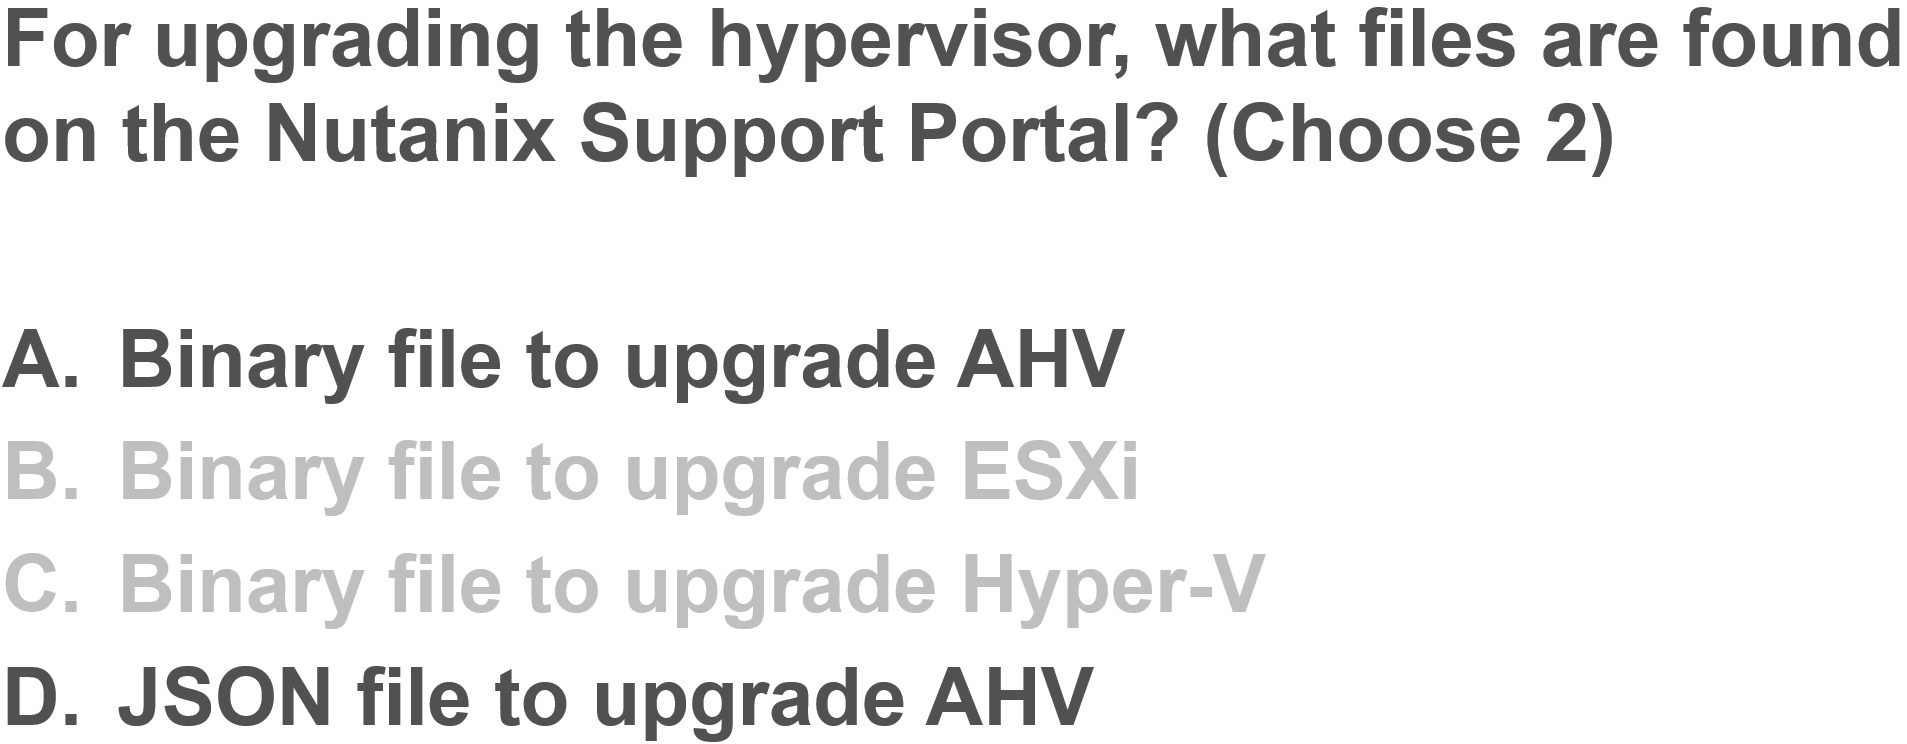 For upgrading the hypervisor, what files are found
on the Nutanix Support Portal? (Choose 2)
A. Binary file to upgrade AHV
B. Binary file to upgrade ESXi
C. Binary file to upgrade Hyper-V
D. JSON file to upgrade AHV